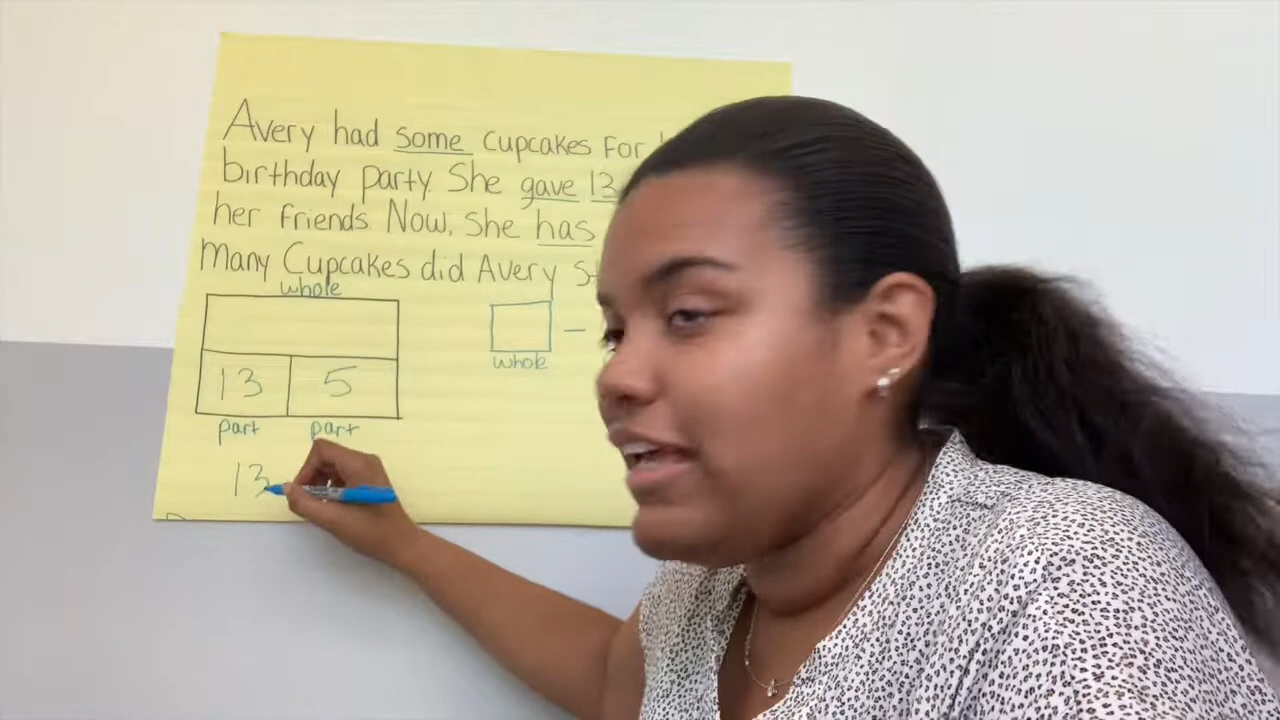 Avery had some cupcakes for
birthday party. She gave 13
her friends Now, she has
many Cupcakes did Avery
whole
13 5
part part
13
−
whole